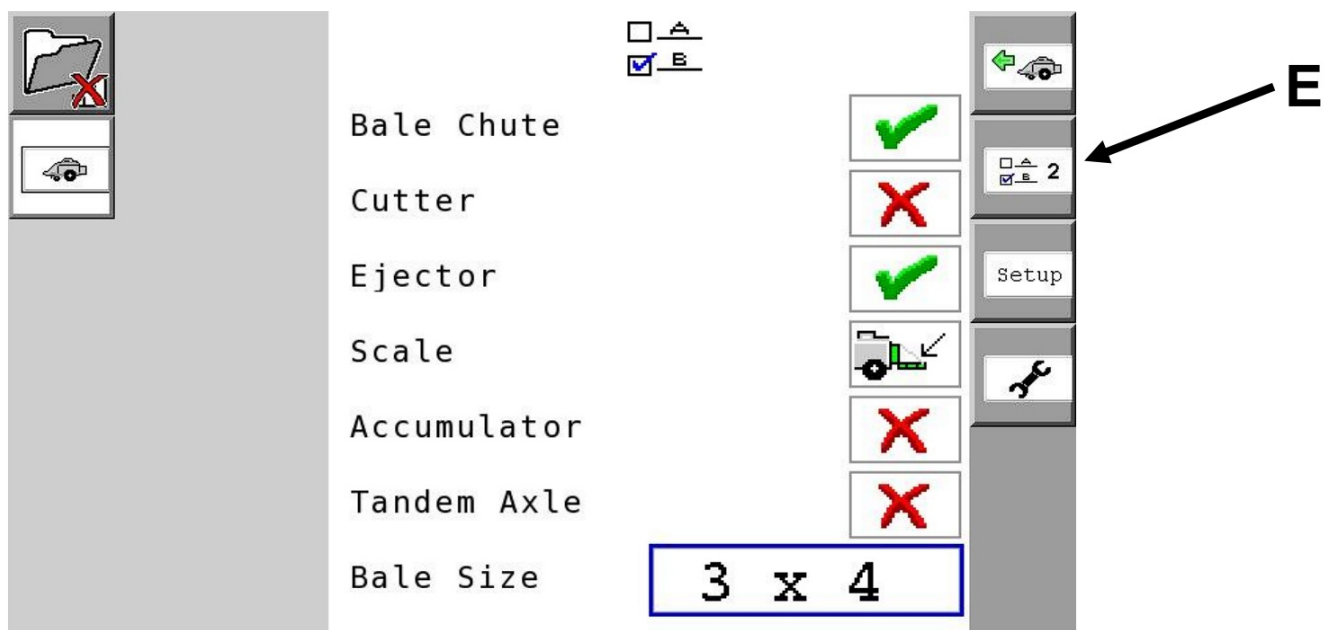 A
B
E
Bale Chute
A
B 2
Cutter
Ejector
Setup
Scale
Accumulator
Tandem Axle
Bale Size
3 x 4